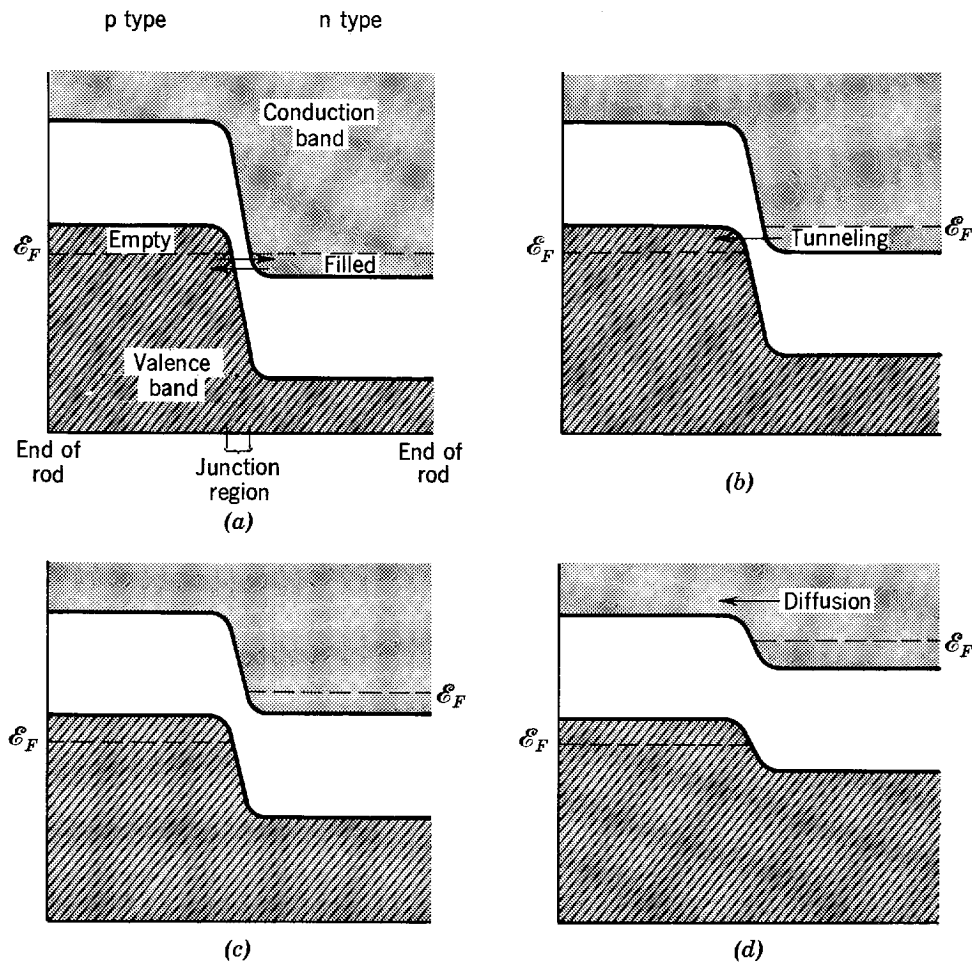 p type
n type
Conduction
band
Empty
ℰF
Filled
Valence
band
End of
rod
Junction
region
End of
rod
(a)
ℰF
Tunneling
ℰF
(b)
ℰF
ℰF
(c)
Diffusion
ℰF
ℰF
(d)